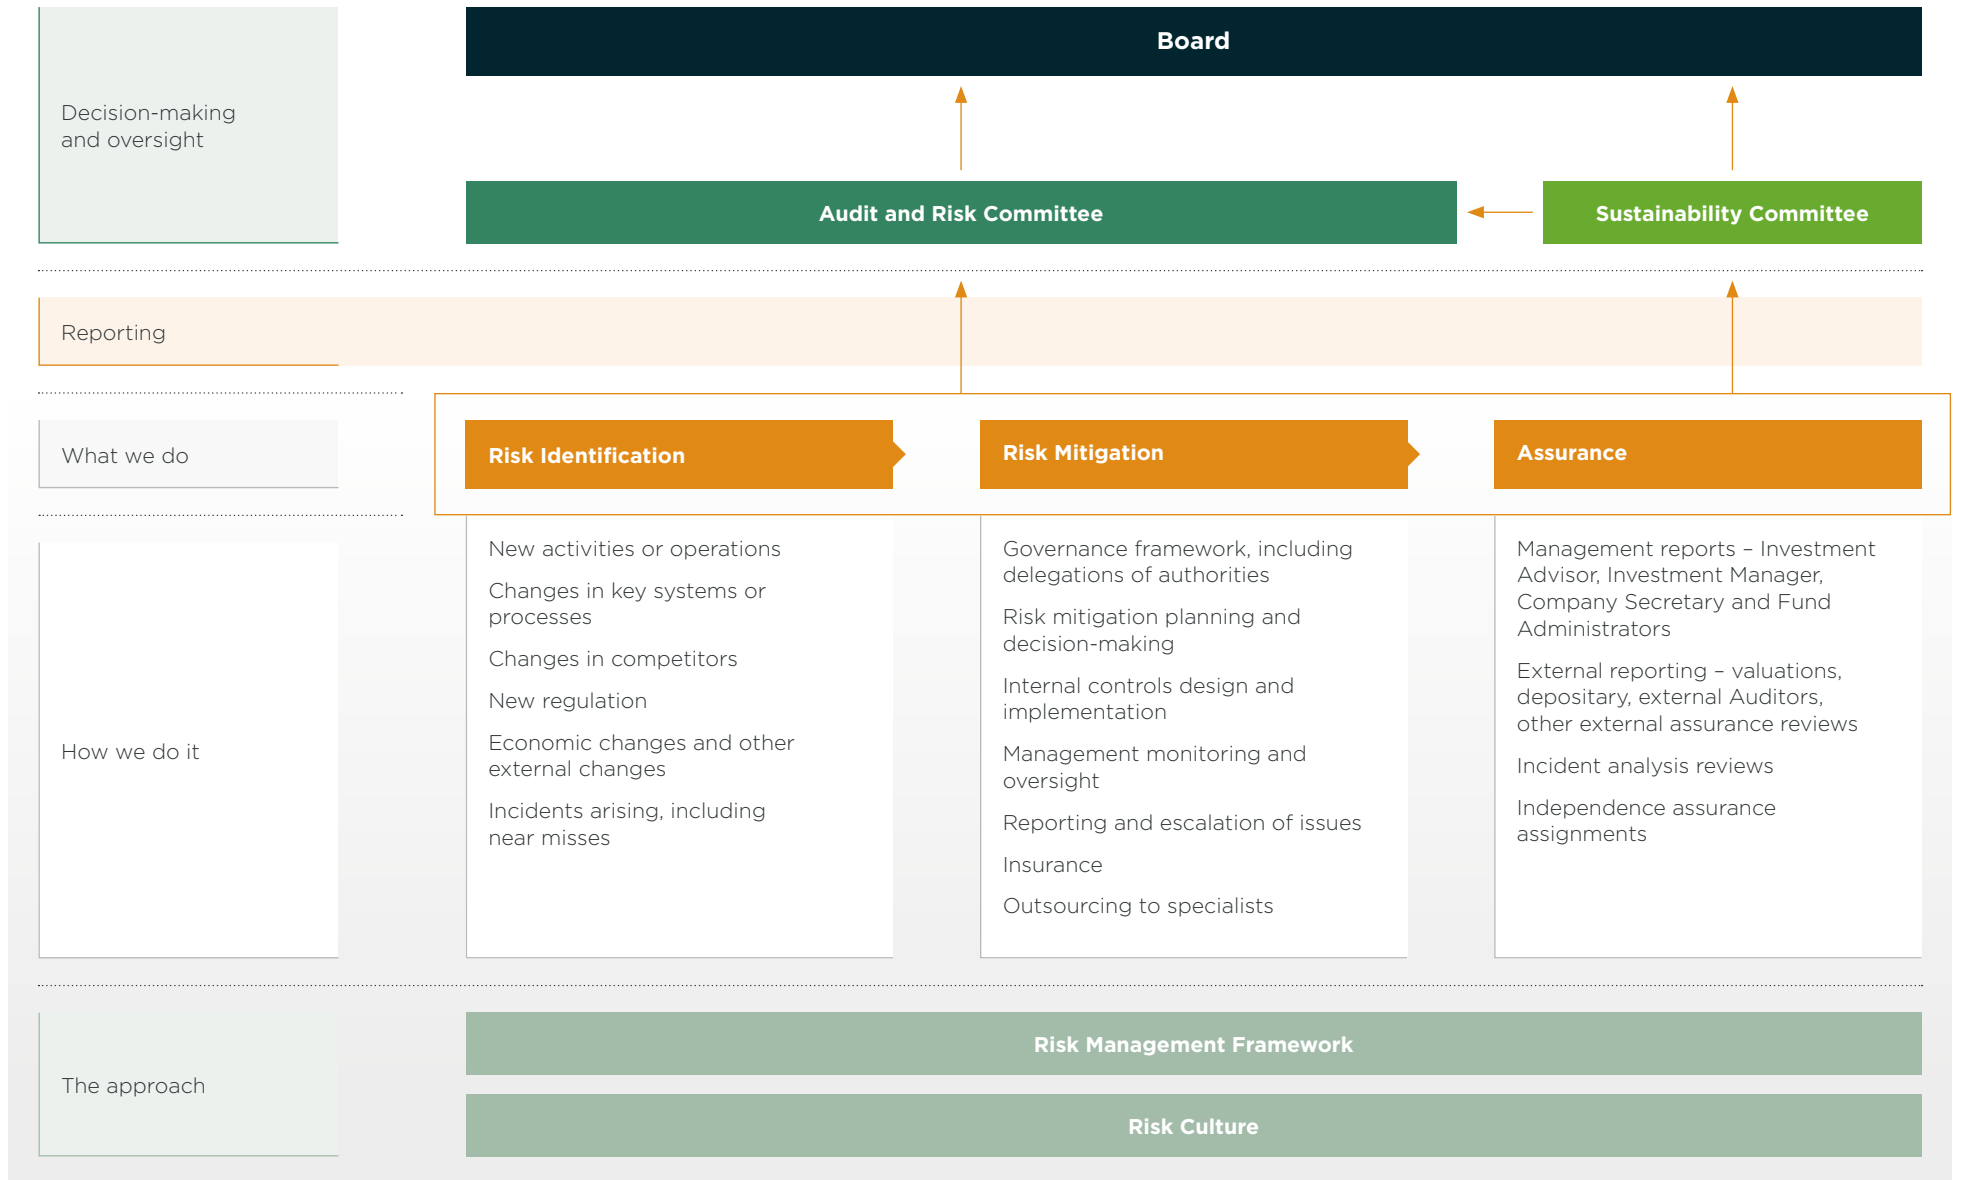 Decision-making
and oversight
Board
Audit and Risk Committee
Sustainability Committee
Reporting
What we do
Risk Identification
Risk Mitigation
Assurance
How we do it
New activities or operations
Changes in key systems or
processes
Changes in competitors
New regulation
Economic changes and other
external changes
Incidents arising, including
near misses
Governance framework, including
delegations of authorities
Risk mitigation planning and
decision-making
Internal controls design and
implementation
Management monitoring and
oversight
Reporting and escalation of issues
Insurance
Outsourcing to specialists
Management reports – Investment
Advisor, Investment Manager,
Company Secretary and Fund
Administrators
External reporting – valuations,
depositary, external Auditors,
other external assurance reviews
Incident analysis reviews
Independence assurance
assignments
The approach
Risk Management Framework
Risk Culture